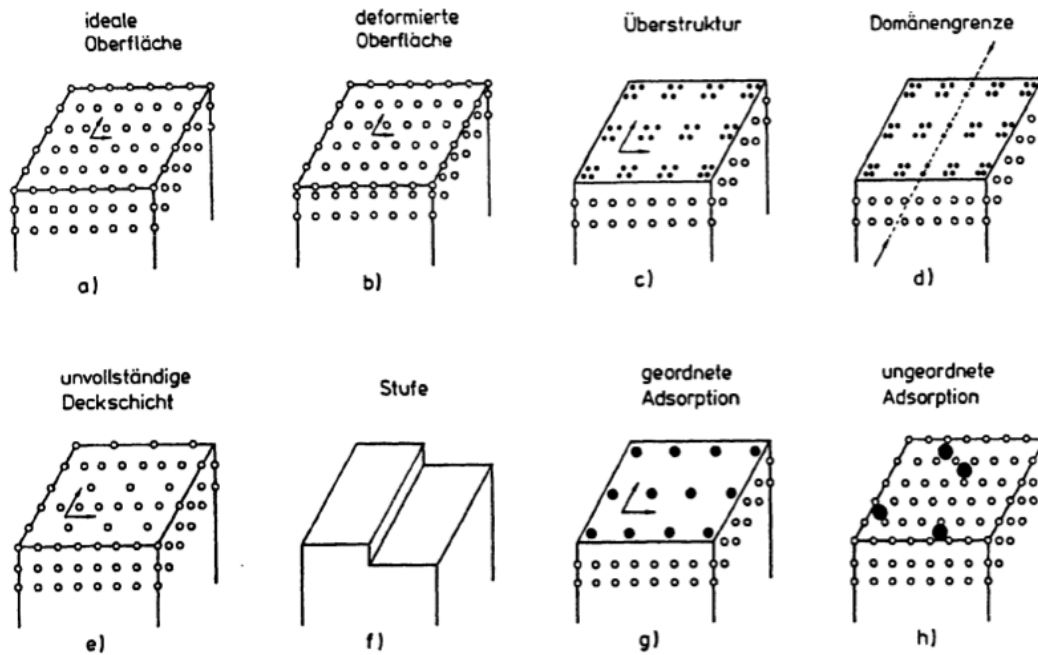 ideale
Oberfläche
deformierte
Oberfläche
Überstruktur
Domänengrenze
a)
b)
c)
d)
unvollständige
Deckschicht
Stufe
geordnete
Adsorption
ungeordnete
Adsorption
e)
f)
g)
h)